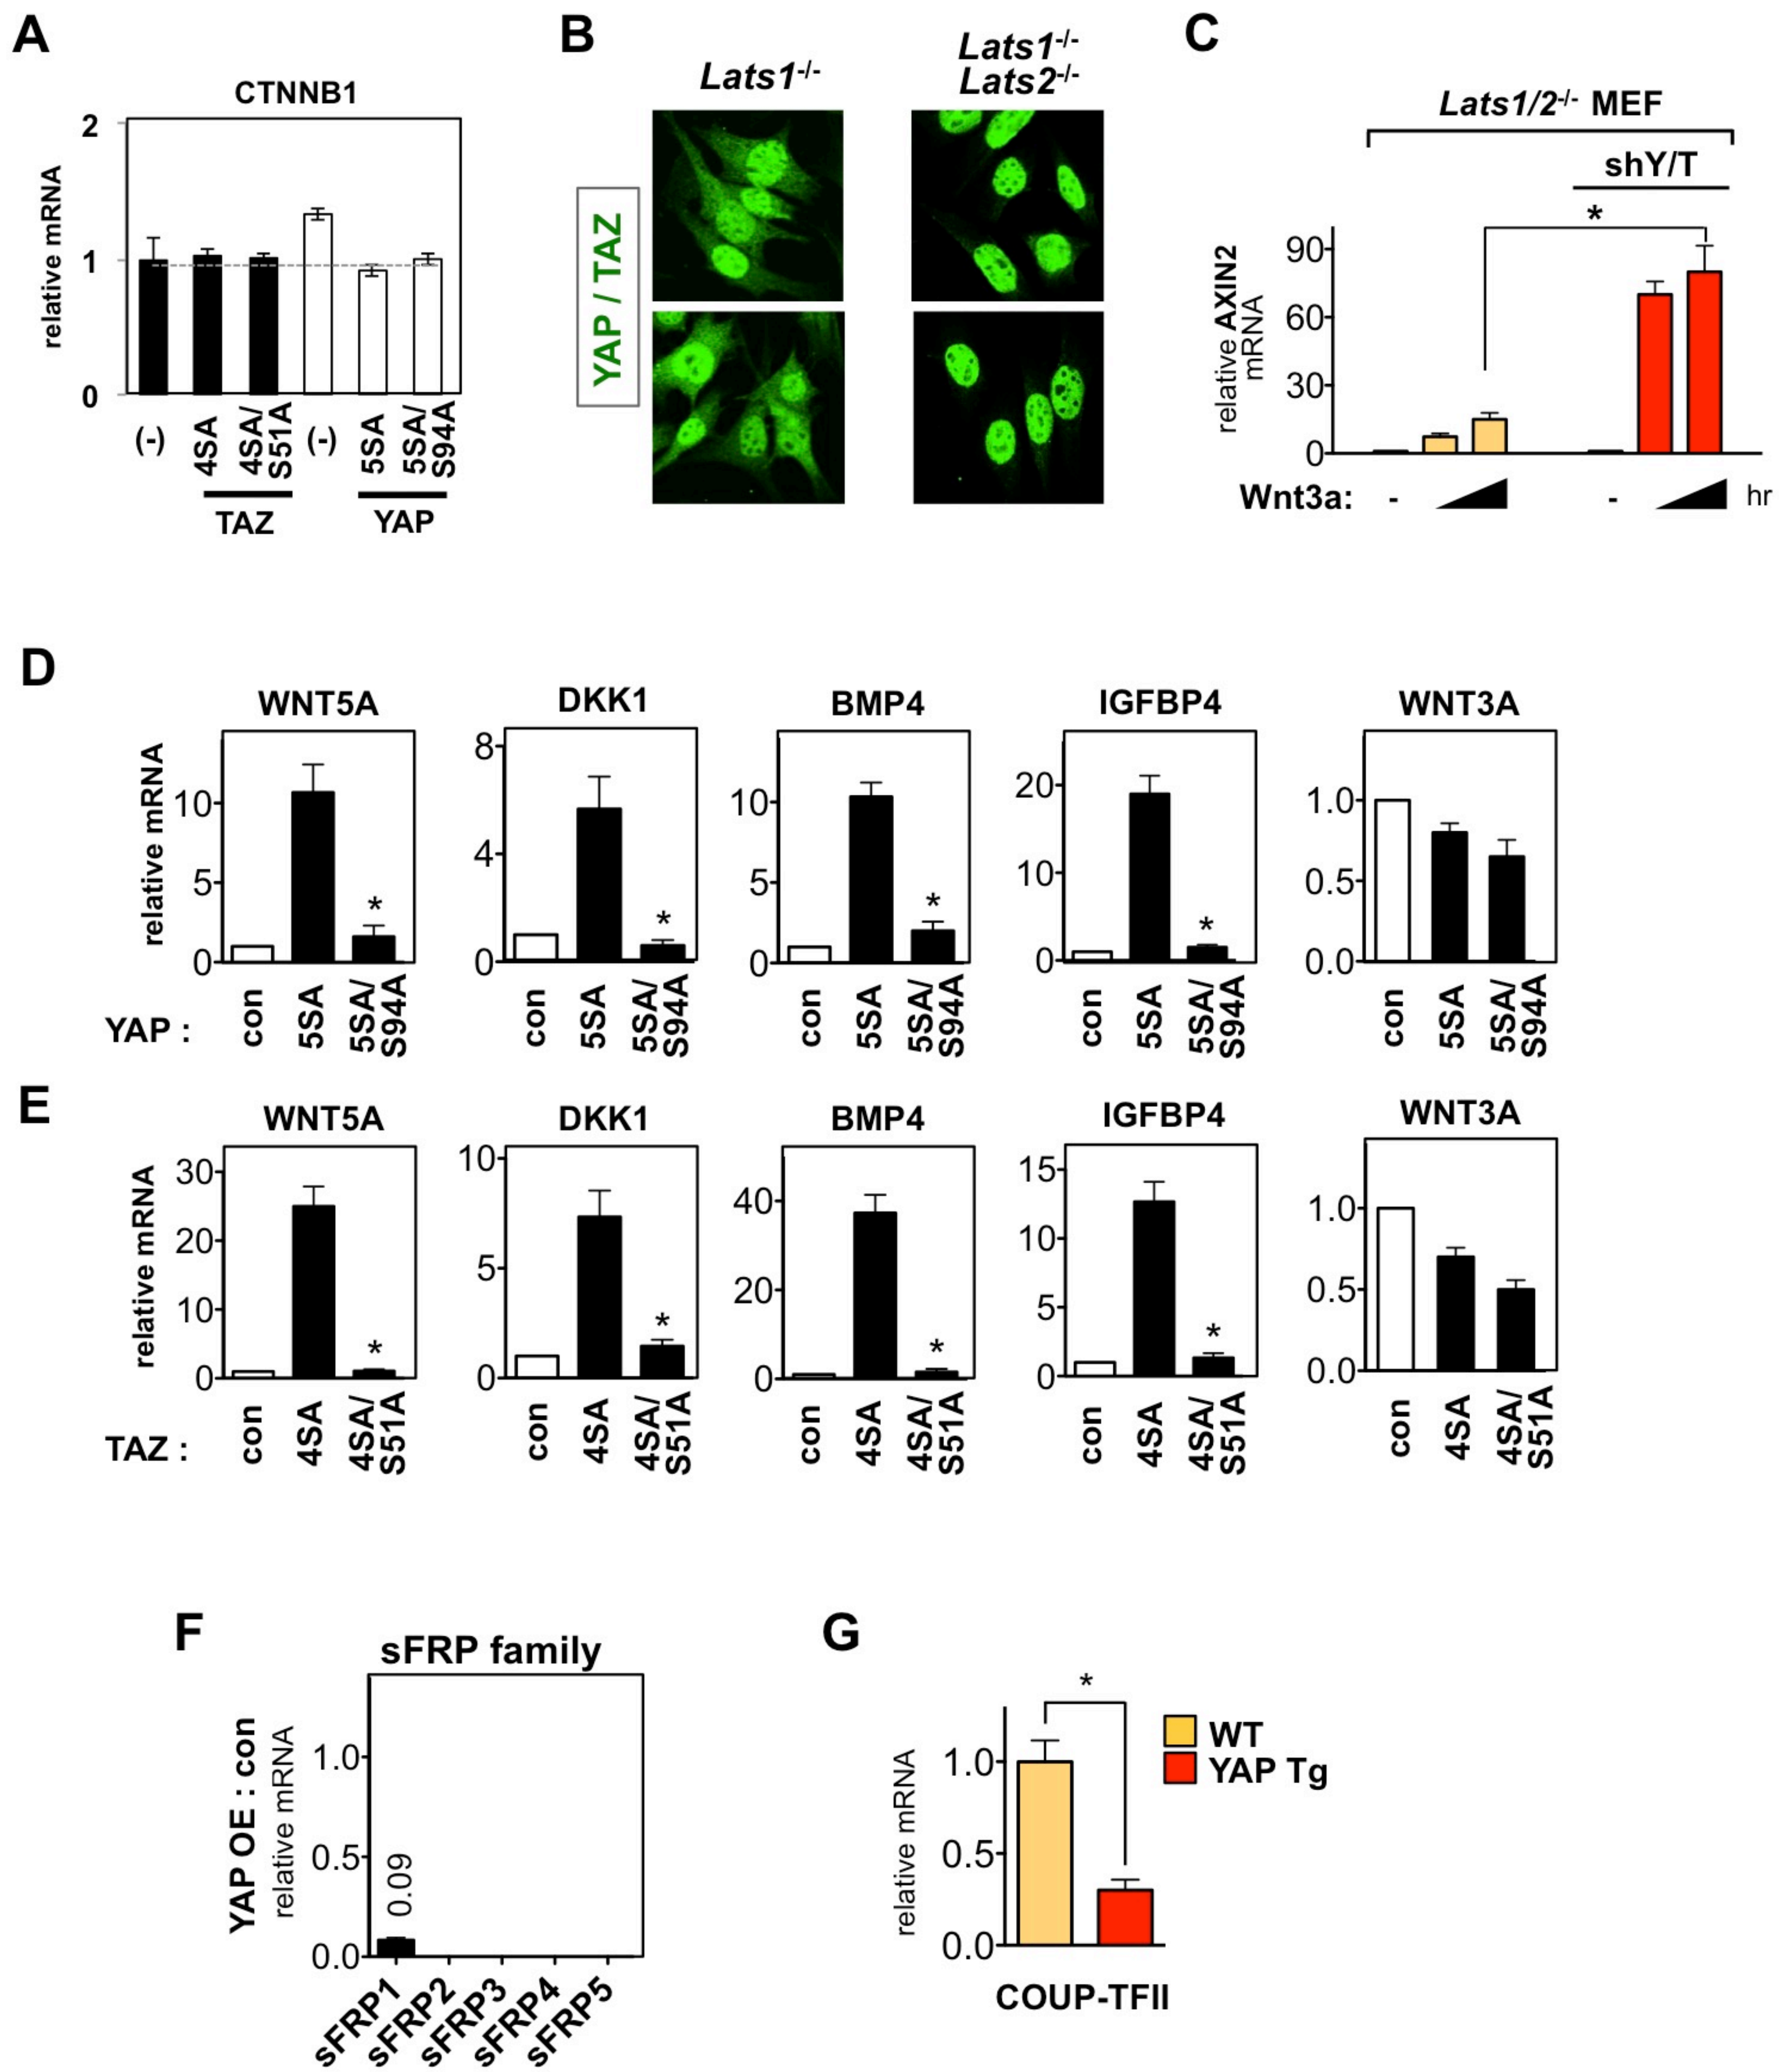 A
CTNNB1
relative mRNA
2
1
0
(-)
4SA
4SA/
S51A
(-)
5SA
5SA/
S94A
TAZ
YAP
B
Lats1-/-
Lats1-/-
Lats2-/-
YAP / TAZ
C
Lats1/2-/- MEF
shY/T
*
relative AXIN2
mRNA
90
60
30
0
Wnt3a:
-
-
hr
D
WNT5A
relative mRNA
10
5
0
*
con
5SA
5SA/
S94A
DKK1
8
4
0
*
con
5SA
5SA/
S94A
BMP4
10
5
0
*
con
5SA
5SA/
S94A
IGFBP4
20
10
0
*
con
5SA
5SA/
S94A
WNT3A
1.0
0.5
0.0
con
5SA
5SA/
S94A
YAP :
E
WNT5A
relative mRNA
30
20
10
0
*
con
4SA
4SA/
S51A
DKK1
10
5
0
*
con
4SA
4SA/
S51A
BMP4
40
20
0
*
con
4SA
4SA/
S51A
IGFBP4
15
10
5
0
*
con
4SA
4SA/
S51A
WNT3A
1.0
0.5
0.0
con
4SA
4SA/
S51A
TAZ :
F
sFRP family
YAP OE : con
relative mRNA
1.0
0.5
0.0
0.09
sFRP1
sFRP2
sFRP3
sFRP4
sFRP5
G
relative mRNA
1.0
0.5
0.0
*
WT
YAP Tg
COUP-TFII